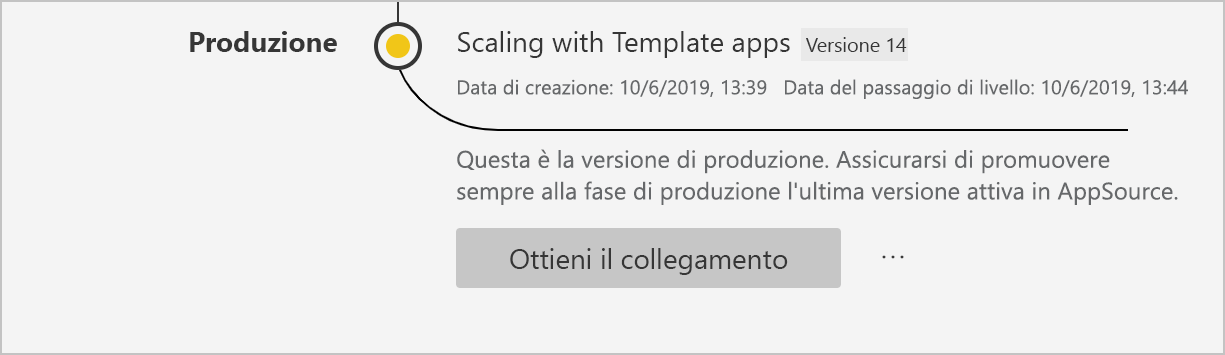 Produzione
Scaling with Template apps Versione 14
Data di creazione: 10/6/2019, 13:39 Data del passaggio di livello: 10/6/2019, 13:44
Questa è la versione di produzione. Assicurarsi di promuovere
sempre alla fase di produzione l'ultima versione attiva in AppSource.
Ottieni il collegamento ...